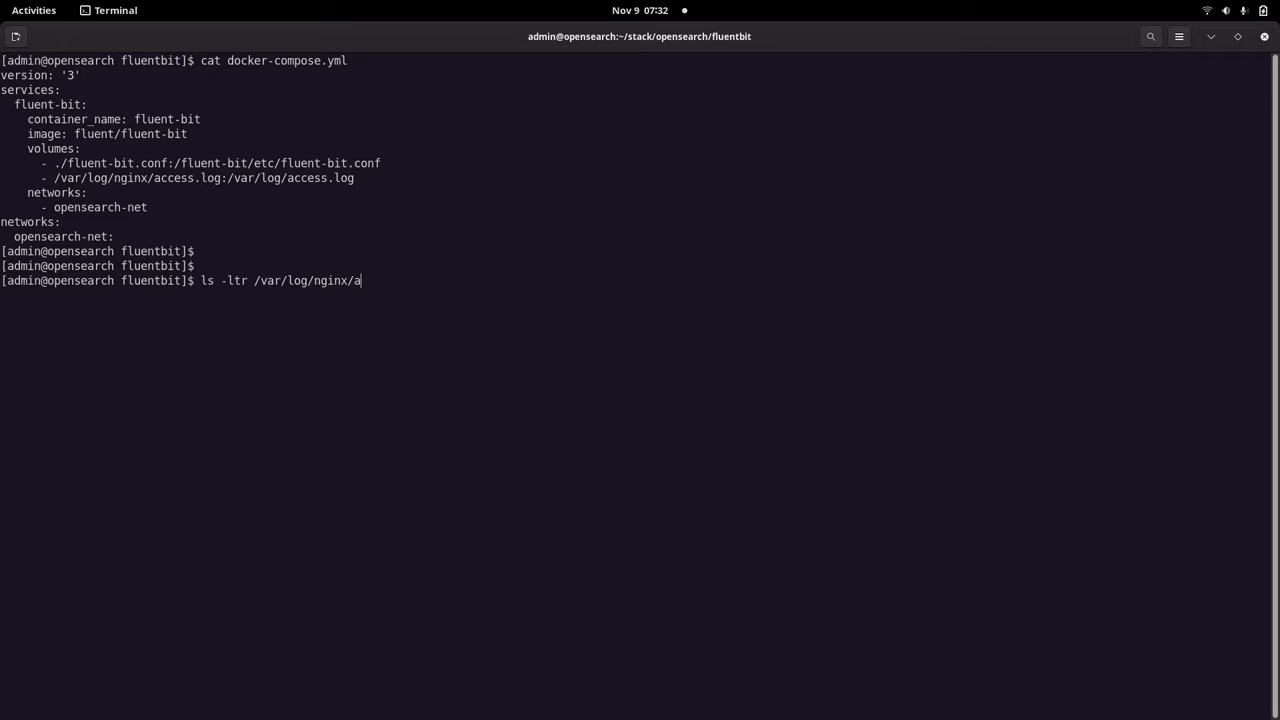 Activities Terminal Nov 9 07:32
admin@opensearch:~/stack/opensearch/fluentbit
[admin@opensearch fluentbit]$ cat docker-compose.yml
version: '3'
services:
  fluent-bit:
    container_name: fluent-bit
    image: fluent/fluent-bit
    volumes:
      - ./fluent-bit.conf:/fluent-bit/etc/fluent-bit.conf
      - /var/log/nginx/access.log:/var/log/access.log
    networks:
      - opensearch-net
networks:
  opensearch-net:
[admin@opensearch fluentbit]$
[admin@opensearch fluentbit]$
[admin@opensearch fluentbit]$ ls -ltr /var/log/nginx/a